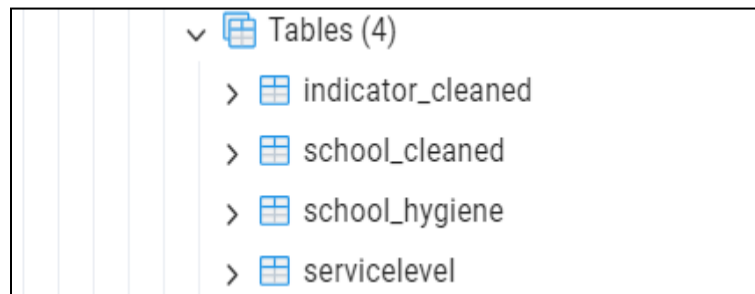 Tables (4)
indicator_cleaned
school_cleaned
school_hygiene
servicelevel